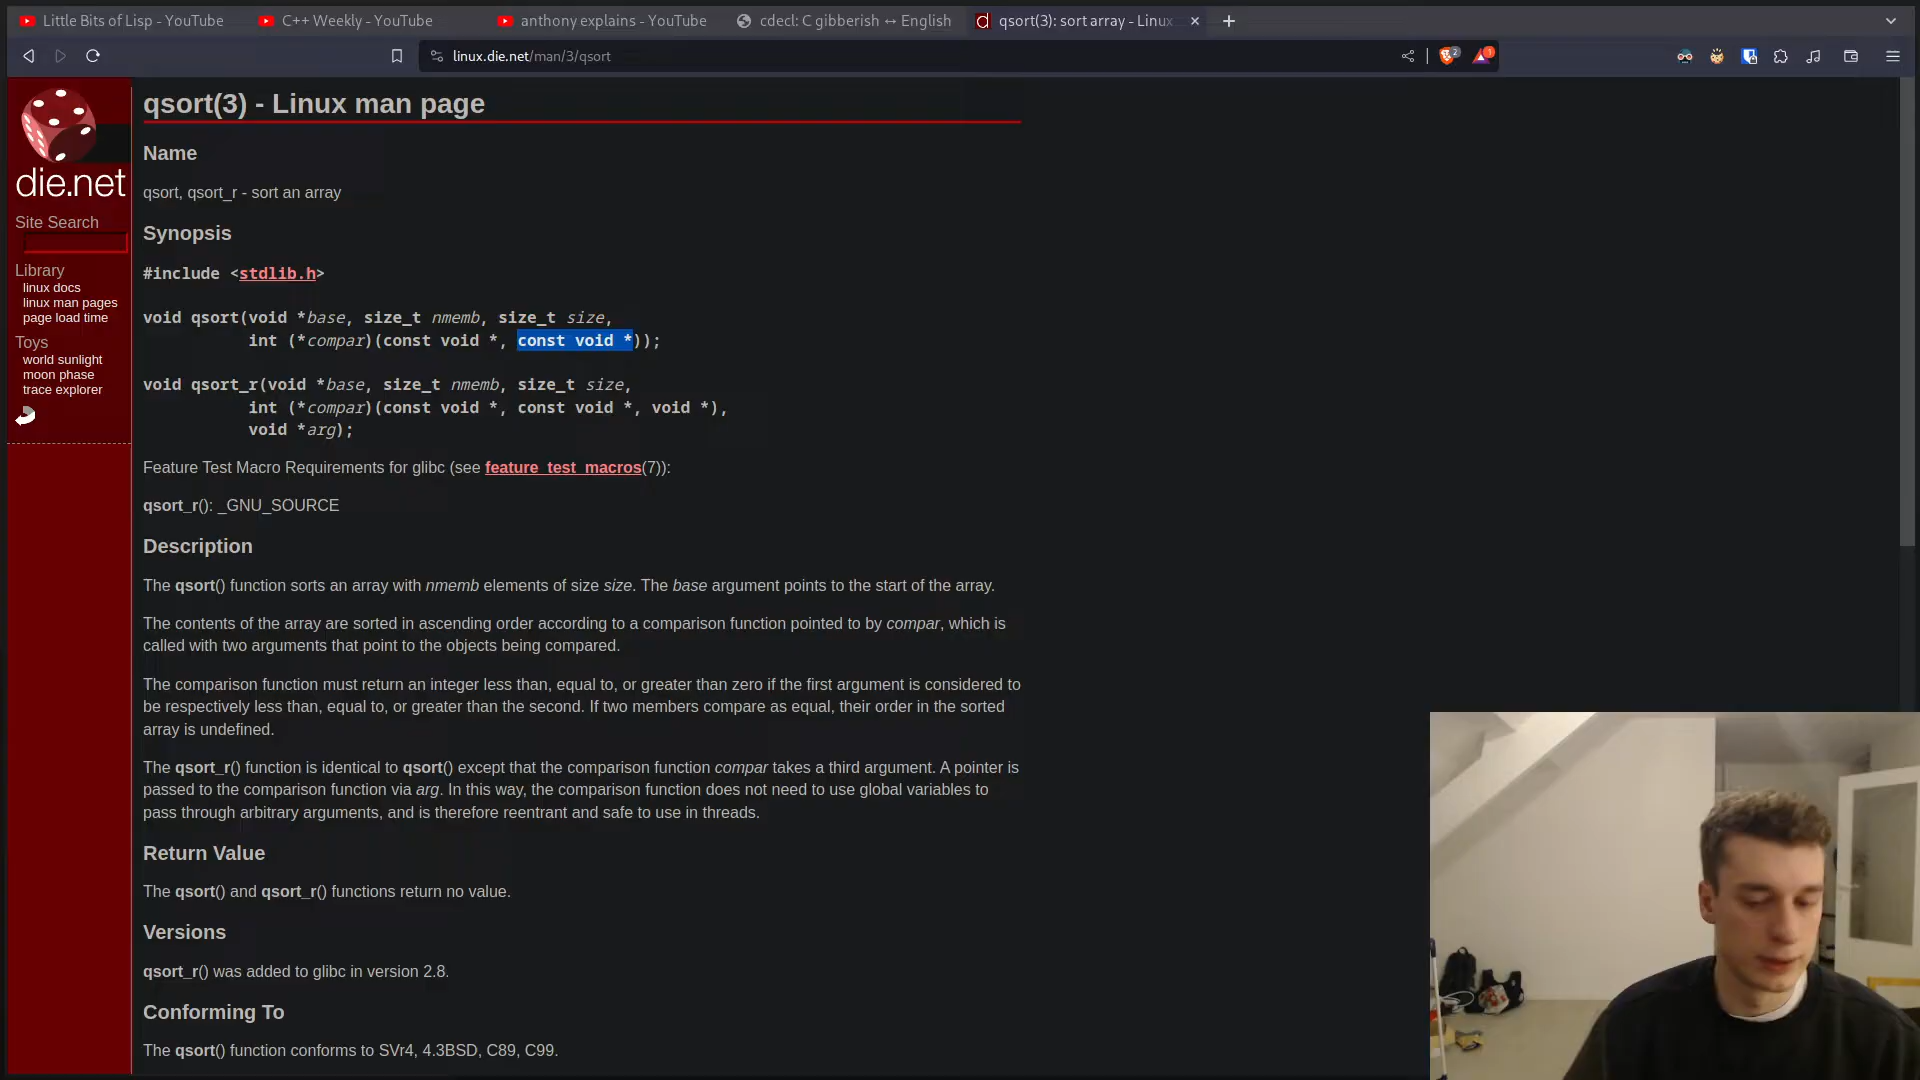 Little Bits of Lisp - YouTube
C++ Weekly - YouTube
anthony explains - YouTube
cdecl: C gibberish ↔ English
qsort(3): sort array - Linux
linux.die.net/man/3/qsort
2
1
die.net
Site Search
Library
linux docs
linux man pages
page load time
Toys
world sunlight
moon phase
trace explorer
qsort(3) - Linux man page
Name
qsort, qsort_r - sort an array
Synopsis
#include <stdlib.h>
void qsort(void *base, size_t nmemb, size_t size,
int (*compar)(const void *, const void *));
void qsort_r(void *base, size_t nmemb, size_t size,
int (*compar)(const void *, const void *, void *),
void *arg);
Feature Test Macro Requirements for glibc (see feature_test_macros(7)):
qsort_r(): _GNU_SOURCE
Description
The qsort() function sorts an array with nmemb elements of size size. The base argument points to the start of the array.
The contents of the array are sorted in ascending order according to a comparison function pointed to by compar, which is
called with two arguments that point to the objects being compared.
The comparison function must return an integer less than, equal to, or greater than zero if the first argument is considered to
be respectively less than, equal to, or greater than the second. If two members compare as equal, their order in the sorted
array is undefined.
The qsort_r() function is identical to qsort() except that the comparison function compar takes a third argument. A pointer is
passed to the comparison function via arg. In this way, the comparison function does not need to use global variables to
pass through arbitrary arguments, and is therefore reentrant and safe to use in threads.
Return Value
The qsort() and qsort_r() functions return no value.
Versions
qsort_r() was added to glibc in version 2.8.
Conforming To
The qsort() function conforms to SVr4, 4.3BSD, C89, C99.